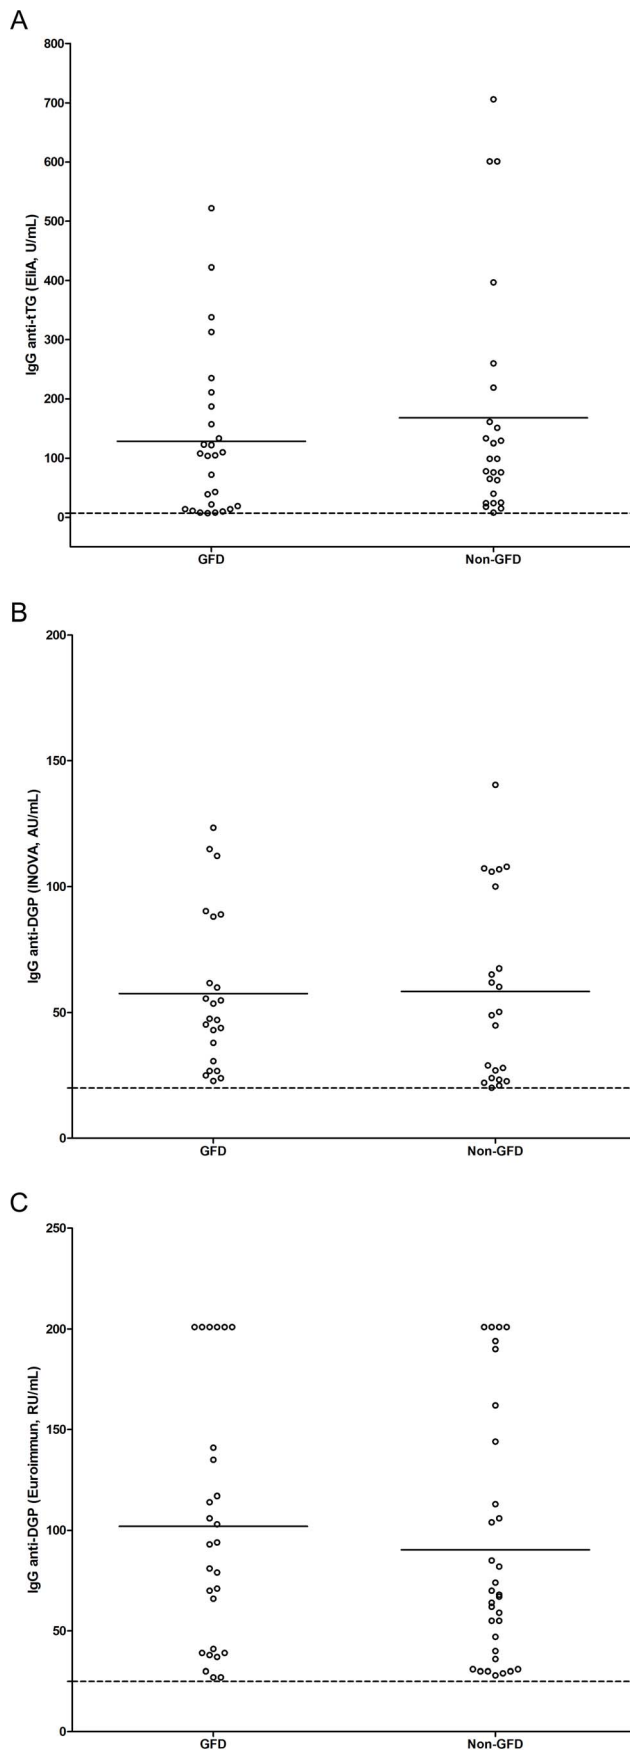 A
IgG anti-tTG (EliA, U/mL)
800
700
600
500
400
300
200
100
0
GFD Non-GFD
B
IgG anti-DGP (INOVA, AU/mL)
200
150
100
50
0
GFD Non-GFD
C
IgG anti-DGP (Euroimmun, RU/mL)
250
200
150
100
50
0
GFD Non-GFD